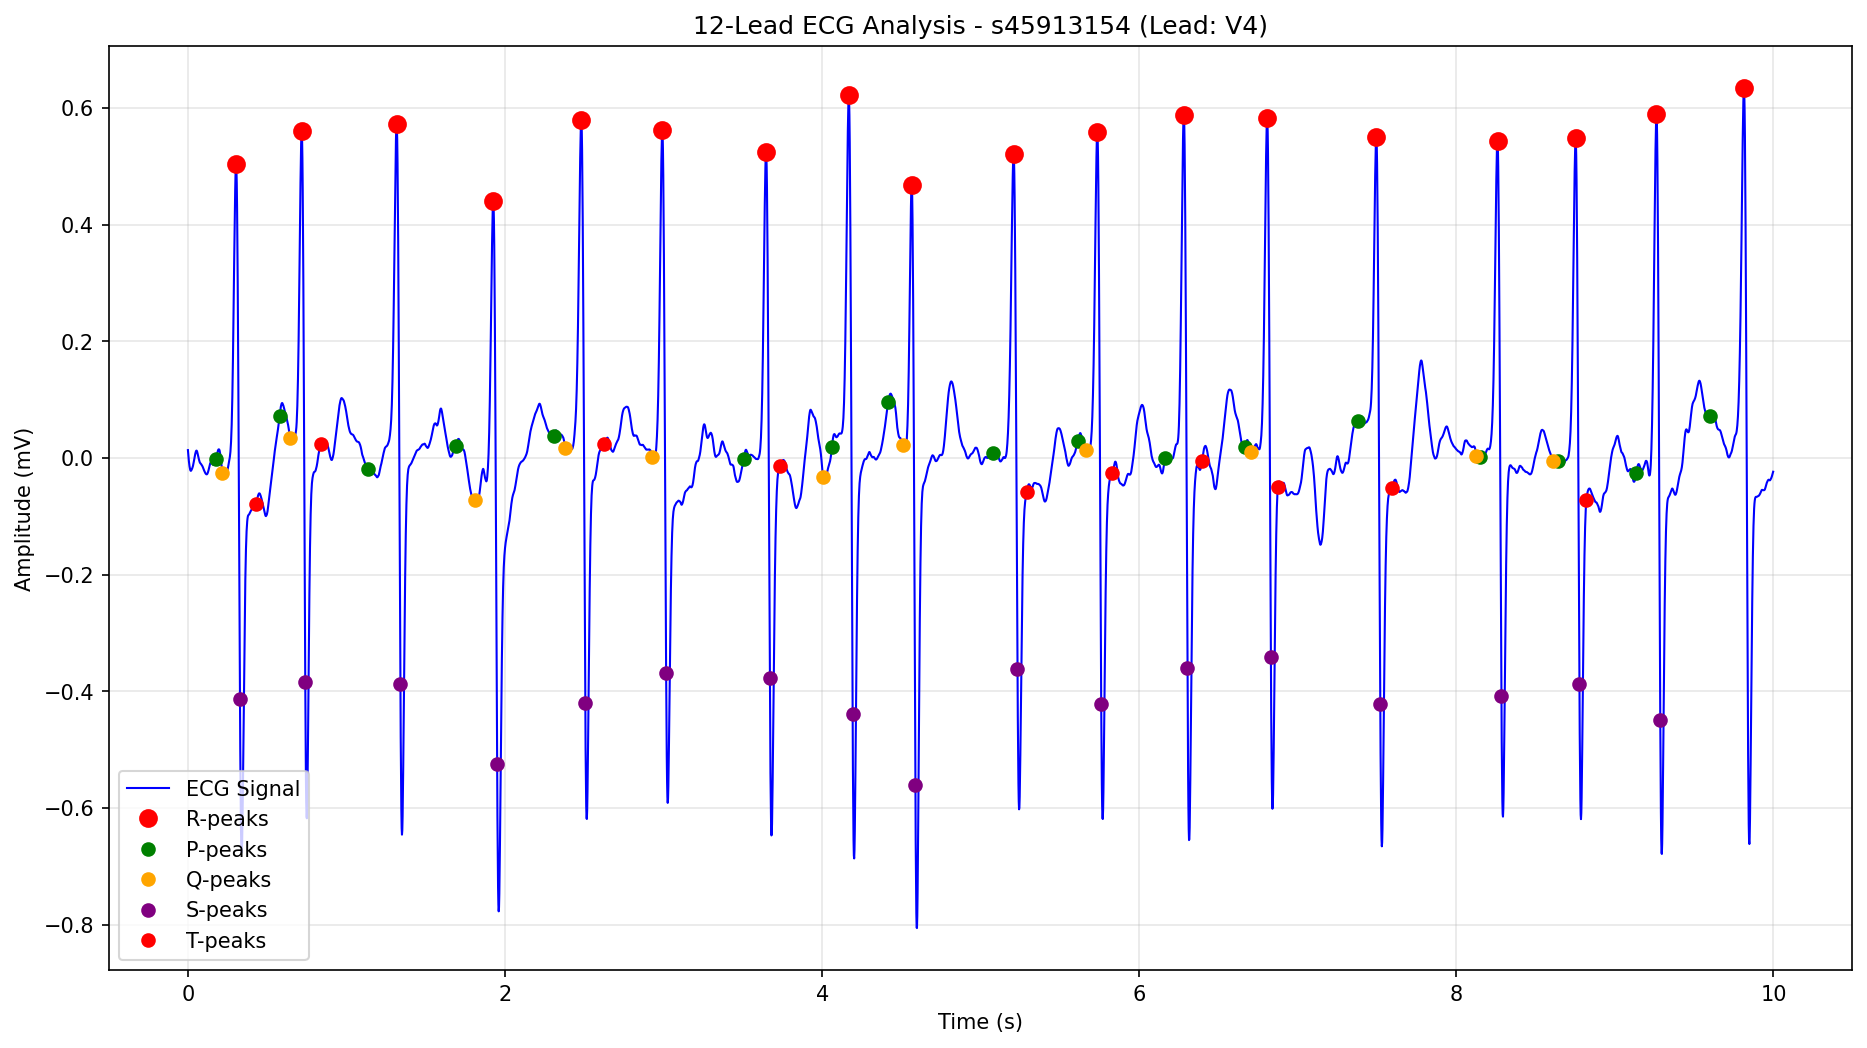 12-Lead ECG Analysis - s45913154 (Lead: V4)
Amplitude (mV)
0.6
0.4
0.2
0.0
−0.2
−0.4
−0.6
−0.8
ECG Signal
R-peaks
P-peaks
Q-peaks
S-peaks
T-peaks
0 2 4 6 8 10
Time (s)